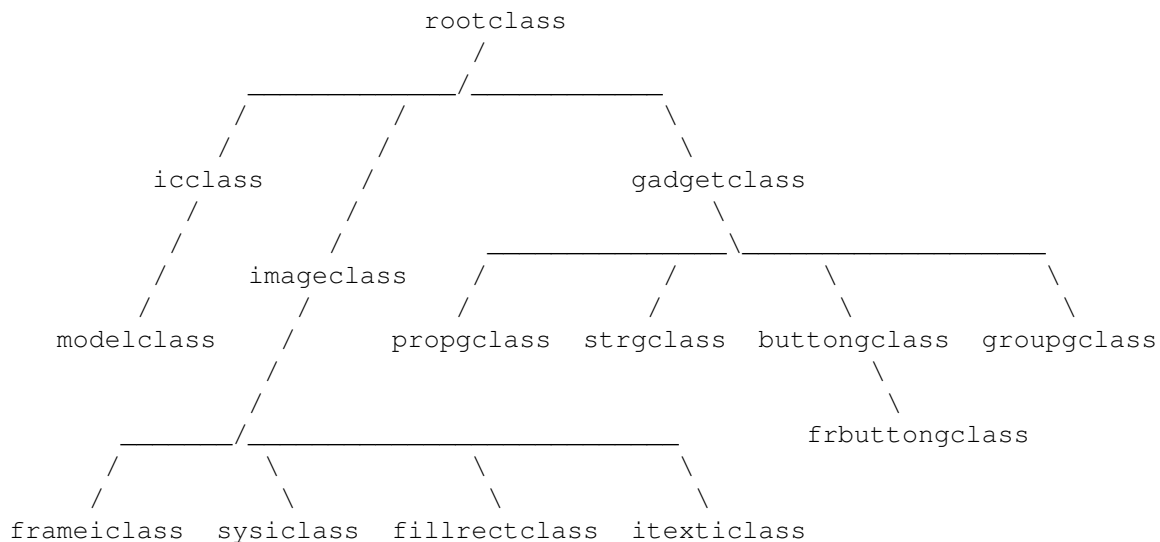 rootclass
icclass gadgetclass
imageclass
modelclass propgclass strgclass buttongclass groupgclass
frbuttongclass
frameiclass sysiclass fillrectclass itexticlass